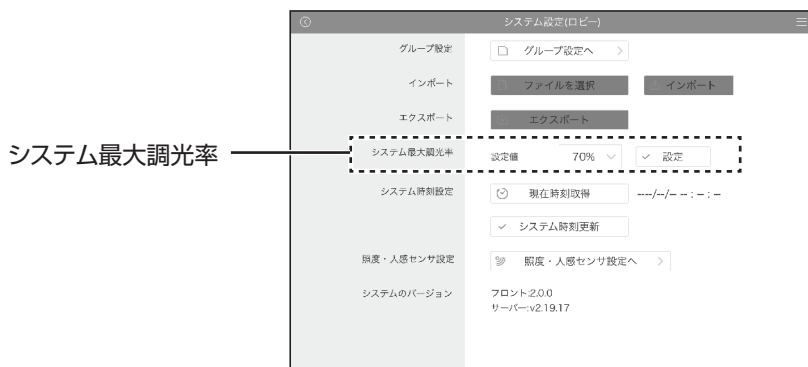 システム設定(ロビー)
グループ設定 グループ設定へ
インポート ファイルを選択 インポート
エクスポート エクスポート
システム最大調光率
システム最大調光率 設定値 70% 設定
システム時刻設定 現在時刻取得 ----/--/-- -- : -- : --
システム時刻更新
照度・人感センサ設定 照度・人感センサ設定へ
システムのバージョン フロント:2.0.0
サーバー:v2.19.17